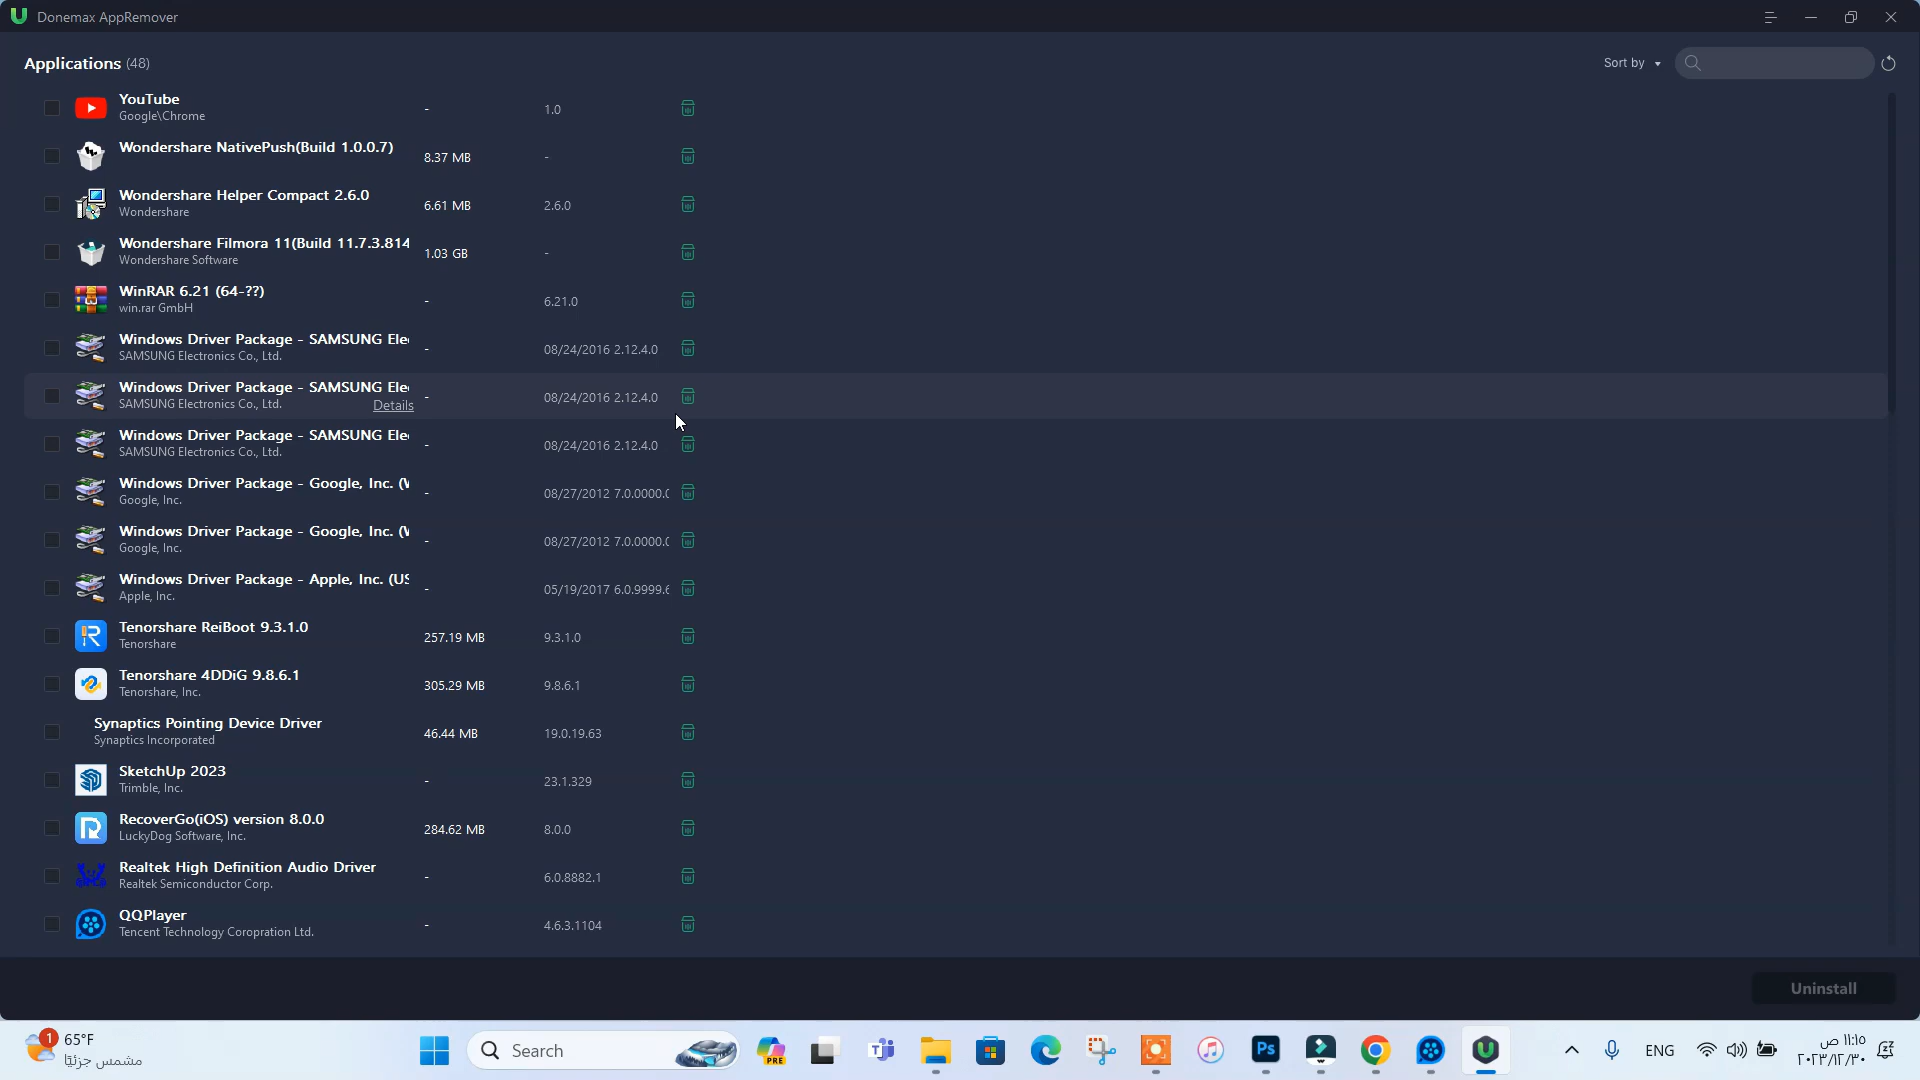 Donemax AppRemover
Applications (48)
Sort by
YouTube
Google\Chrome
-
1.0
Wondershare NativePush(Build 1.0.0.7)
8.37 MB
-
Wondershare Helper Compact 2.6.0
Wondershare
6.61 MB
2.6.0
Wondershare Filmora 11(Build 11.7.3.814
Wondershare Software
1.03 GB
-
WinRAR 6.21 (64-??)
win.rar GmbH
-
6.21.0
Windows Driver Package - SAMSUNG Ele
SAMSUNG Electronics Co., Ltd.
-
08/24/2016 2.12.4.0
Windows Driver Package - SAMSUNG Ele
SAMSUNG Electronics Co., Ltd.
Details
-
08/24/2016 2.12.4.0
Windows Driver Package - SAMSUNG Ele
SAMSUNG Electronics Co., Ltd.
-
08/24/2016 2.12.4.0
Windows Driver Package - Google, Inc. (W
Google, Inc.
-
08/27/2012 7.0.0000.0
Windows Driver Package - Google, Inc. (W
Google, Inc.
-
08/27/2012 7.0.0000.0
Windows Driver Package - Apple, Inc. (US
Apple, Inc.
-
05/19/2017 6.0.9999.6
Tenorshare ReiBoot 9.3.1.0
Tenorshare
257.19 MB
9.3.1.0
Tenorshare 4DDiG 9.8.6.1
Tenorshare, Inc.
305.29 MB
9.8.6.1
Synaptics Pointing Device Driver
Synaptics Incorporated
46.44 MB
19.0.19.63
SketchUp 2023
Trimble, Inc.
-
23.1.329
RecoverGo(iOS) version 8.0.0
LuckyDog Software, Inc.
284.62 MB
8.0.0
Realtek High Definition Audio Driver
Realtek Semiconductor Corp.
-
6.0.8882.1
QQPlayer
Tencent Technology Coropration Ltd.
-
4.6.3.1104
Uninstall
1
65°F
مشمس جزئيًا
Search
PRE
Ps
ENG
١١:١٥ ص
٢٠٢٣/١٢/٣٠